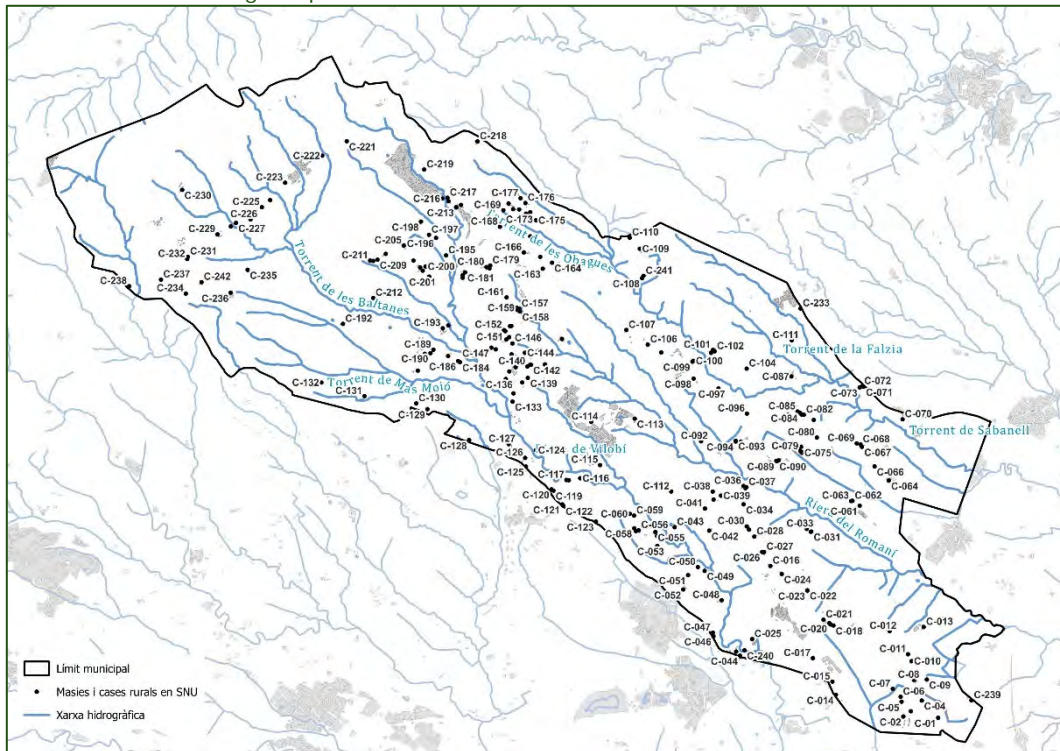 C-218
C-221
C-222
C-219
C-223
C-230
C-225
C-226
C-227
C-229
C-217
C-216
C-213
C-177
C-176
C-169
C-168
C-173
C-175
Torrent de les Obagues
C-198
C-197
C-196
C-205
C-195
C-211
C-209
C-200
C-201
C-180
C-179
C-181
C-166
C-163
C-164
C-110
C-109
C-241
C-108
C-232
C-231
C-237
C-238
C-234
C-242
C-235
C-236
Torrent de les Baltanes
C-212
C-192
C-193
C-161
C-157
C-159
C-158
C-152
C-151
C-146
C-147
C-144
C-142
C-140
C-139
C-136
C-133
C-189
C-190
C-186
C-184
C-107
C-106
C-101
C-102
C-100
C-099
C-098
C-097
C-104
C-087
C-111
C-233
Torrent de la Falzia
C-132
C-131
Torrent de Mas Moió
C-130
C-129
C-128
C-127
C-126
C-125
C-124
de Vilobí
C-114
C-113
C-115
C-116
C-117
C-119
C-120
C-121
C-122
C-123
C-072
C-073
C-071
C-070
Torrent de Sabanell
C-096
C-085
C-082
C-084
C-080
C-079
C-075
C-069
C-068
C-067
C-066
C-064
C-092
C-094
C-093
C-089
C-090
C-063
C-062
C-061
C-112
C-038
C-036
C-037
C-039
C-041
C-034
Riera del Romaní
C-060
C-059
C-058
C-056
C-055
C-053
C-043
C-042
C-030
C-028
C-033
C-031
C-027
C-026
C-016
C-024
C-023
C-022
C-050
C-049
C-051
C-052
C-048
C-047
C-046
C-044
C-025
C-240
C-021
C-020
C-018
C-017
C-015
C-014
C-012
C-013
C-011
C-010
C-08
C-09
C-07
C-06
C-05
C-04
C-02
C-01
C-239
Límit municipal
Masies i cases rurals en SNU
Xarxa hidrogràfica